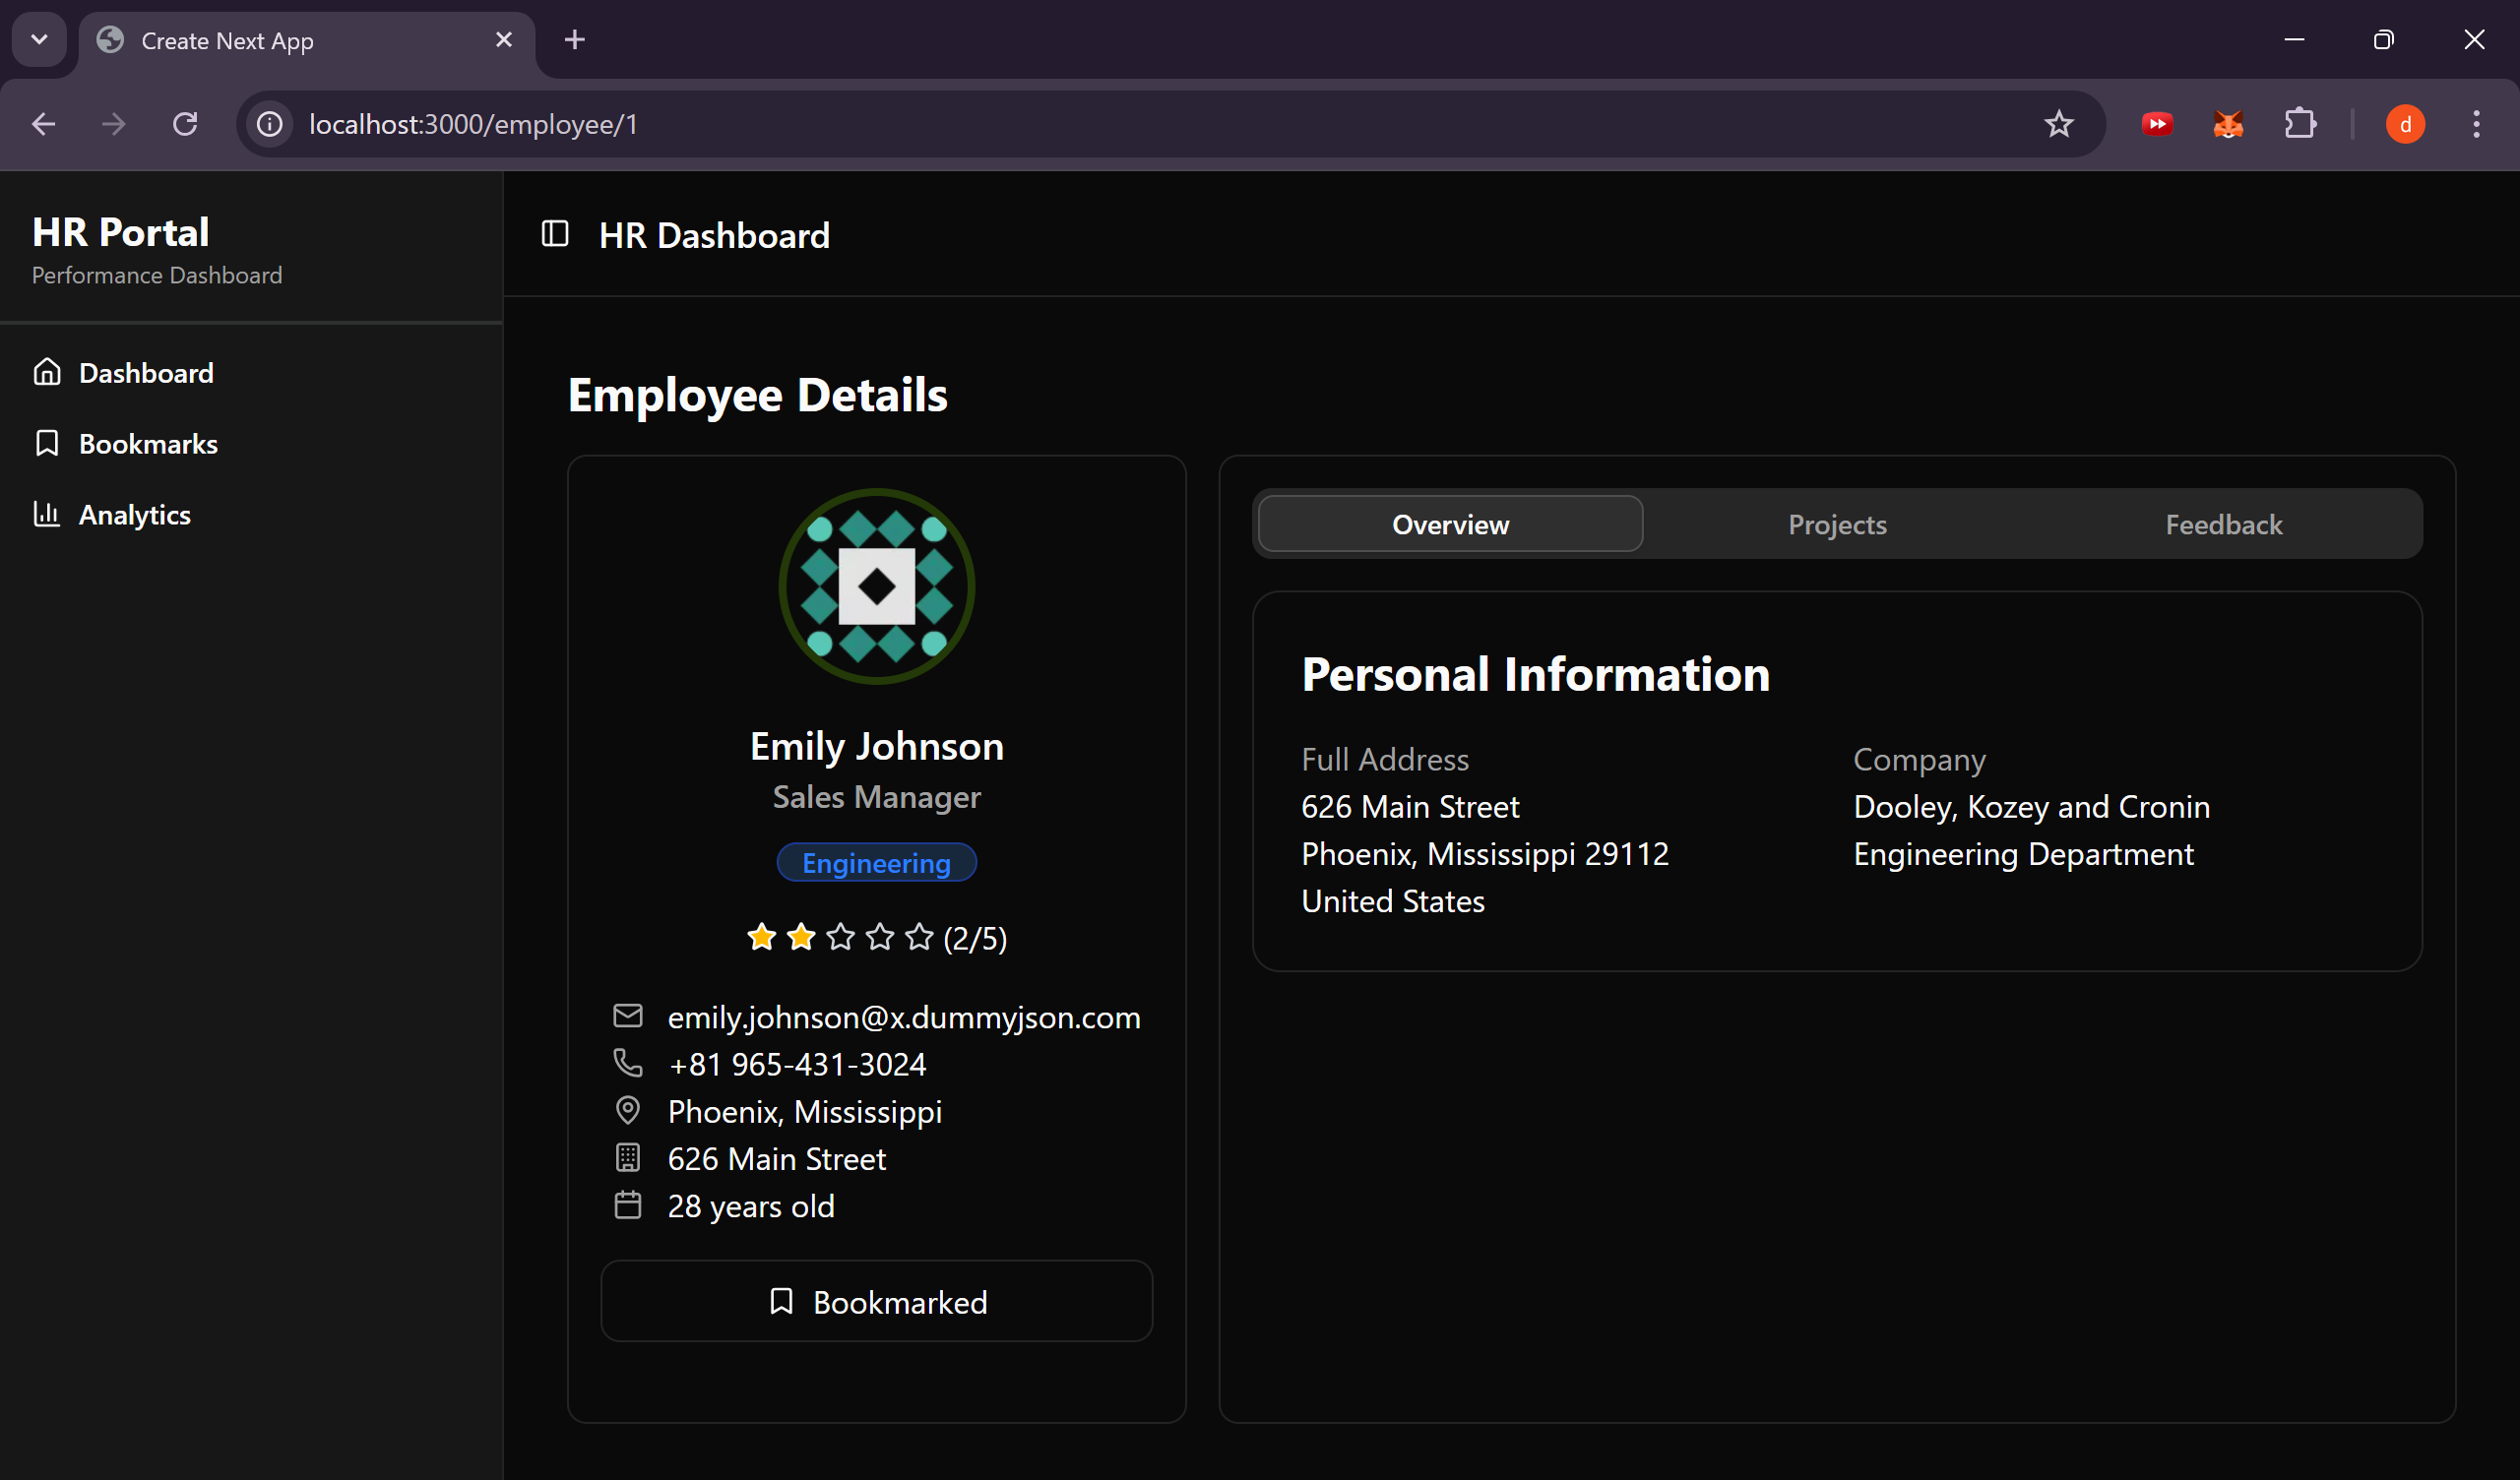 Create Next App
localhost:3000/employee/1
d
HR Portal
Performance Dashboard
Dashboard
Bookmarks
Analytics
HR Dashboard
Employee Details
Emily Johnson
Sales Manager
Engineering
(2/5)
emily.johnson@x.dummyjson.com
+81 965-431-3024
Phoenix, Mississippi
626 Main Street
28 years old
Bookmarked
Overview Projects Feedback
Personal Information
Full Address
626 Main Street
Phoenix, Mississippi 29112
United States
Company
Dooley, Kozey and Cronin
Engineering Department